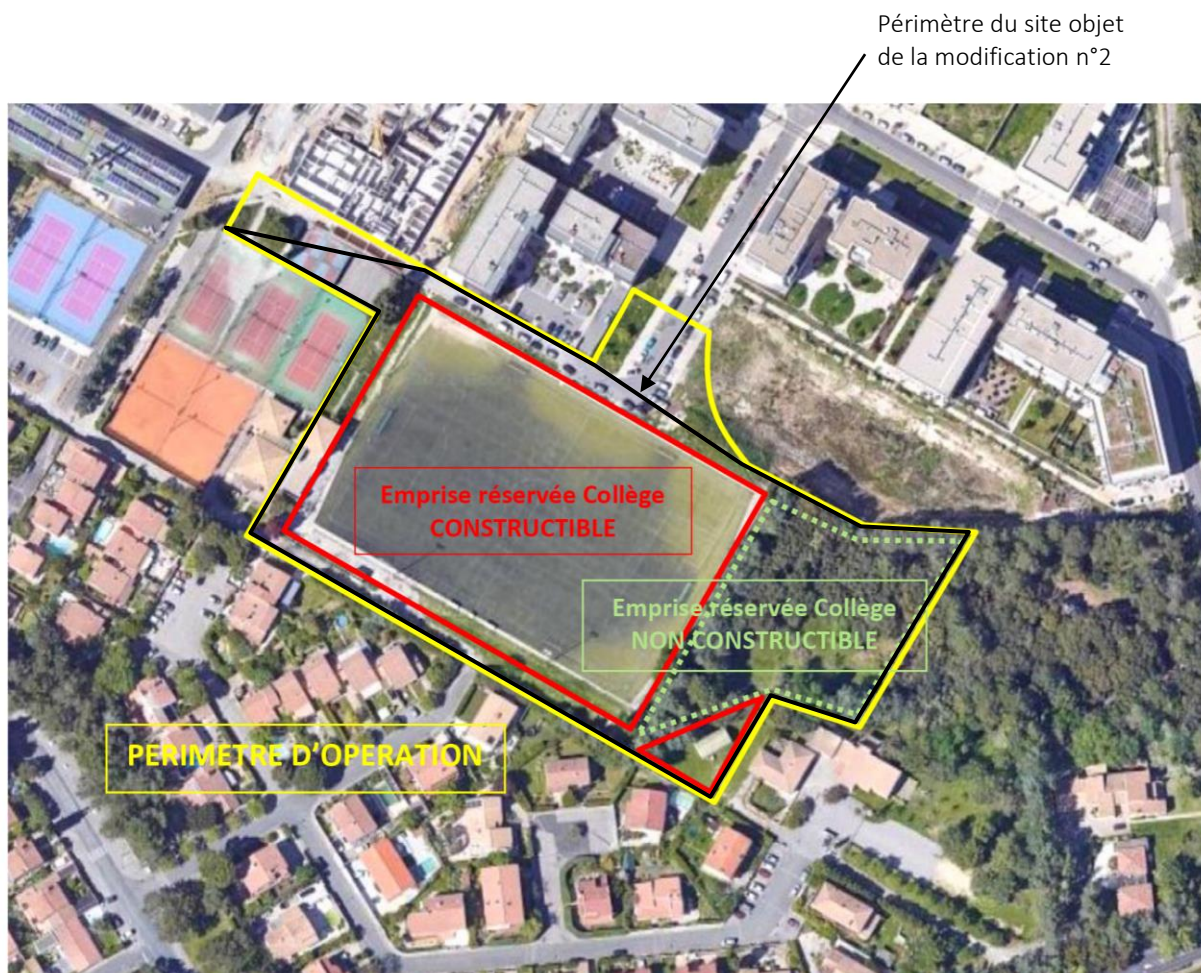 Périmètre du site objet
de la modification n°2
Emprise réservée Collège
CONSTRUCTIBLE
Emprise réservée Collège
NON CONSTRUCTIBLE
PERIMETRE D'OPERATION